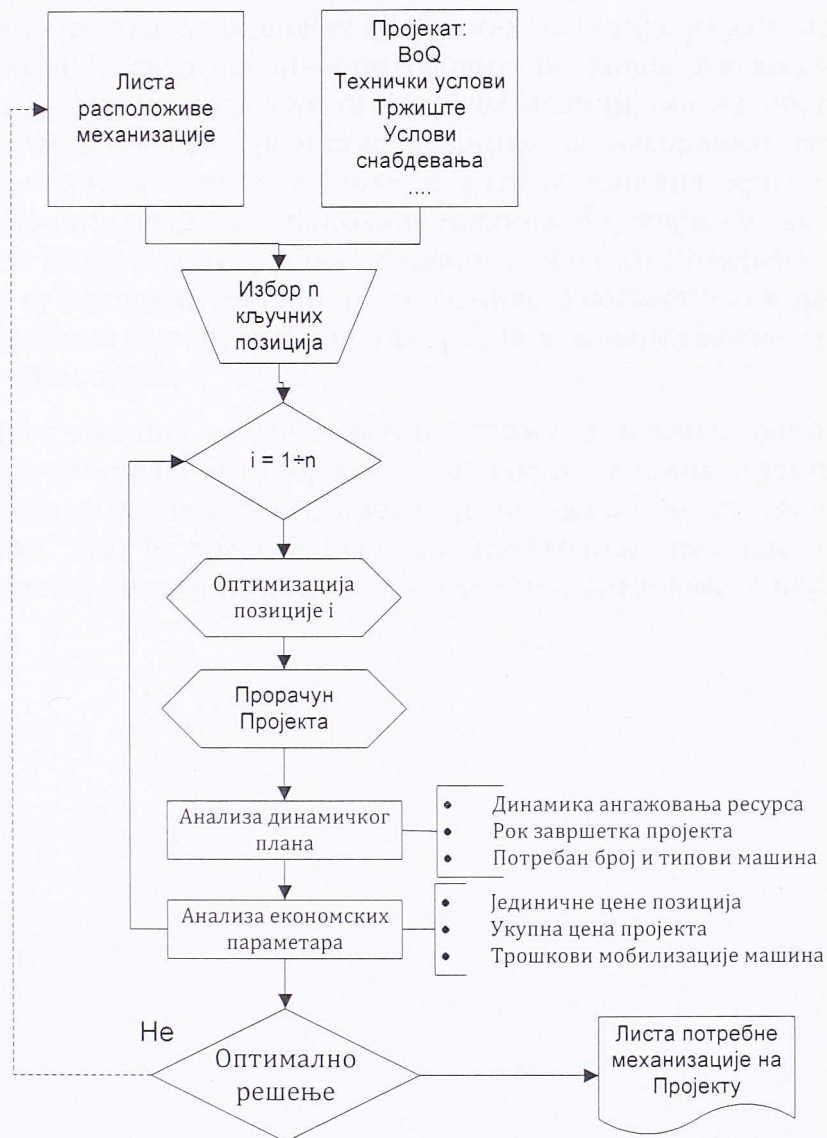 Листа
расположиве
механизације
Пројекат:
BoQ
Технички услови
Тржиште
Услови
снабдевања
Избор n
кључних
позиција
i = 1÷n
Оптимизација
позиције i
Прорачун
Пројекта
Анализа динамичког
плана
• Динамика ангажовања ресурса
• Рок завршетка пројекта
• Потребан број и типови машина
Анализа економских
параметара
• Јединичне цене позиција
• Укупна цена пројекта
• Трошкови мобилизације машина
Не
Оптимално
решење
Листа потребне
механизације на
Пројекту